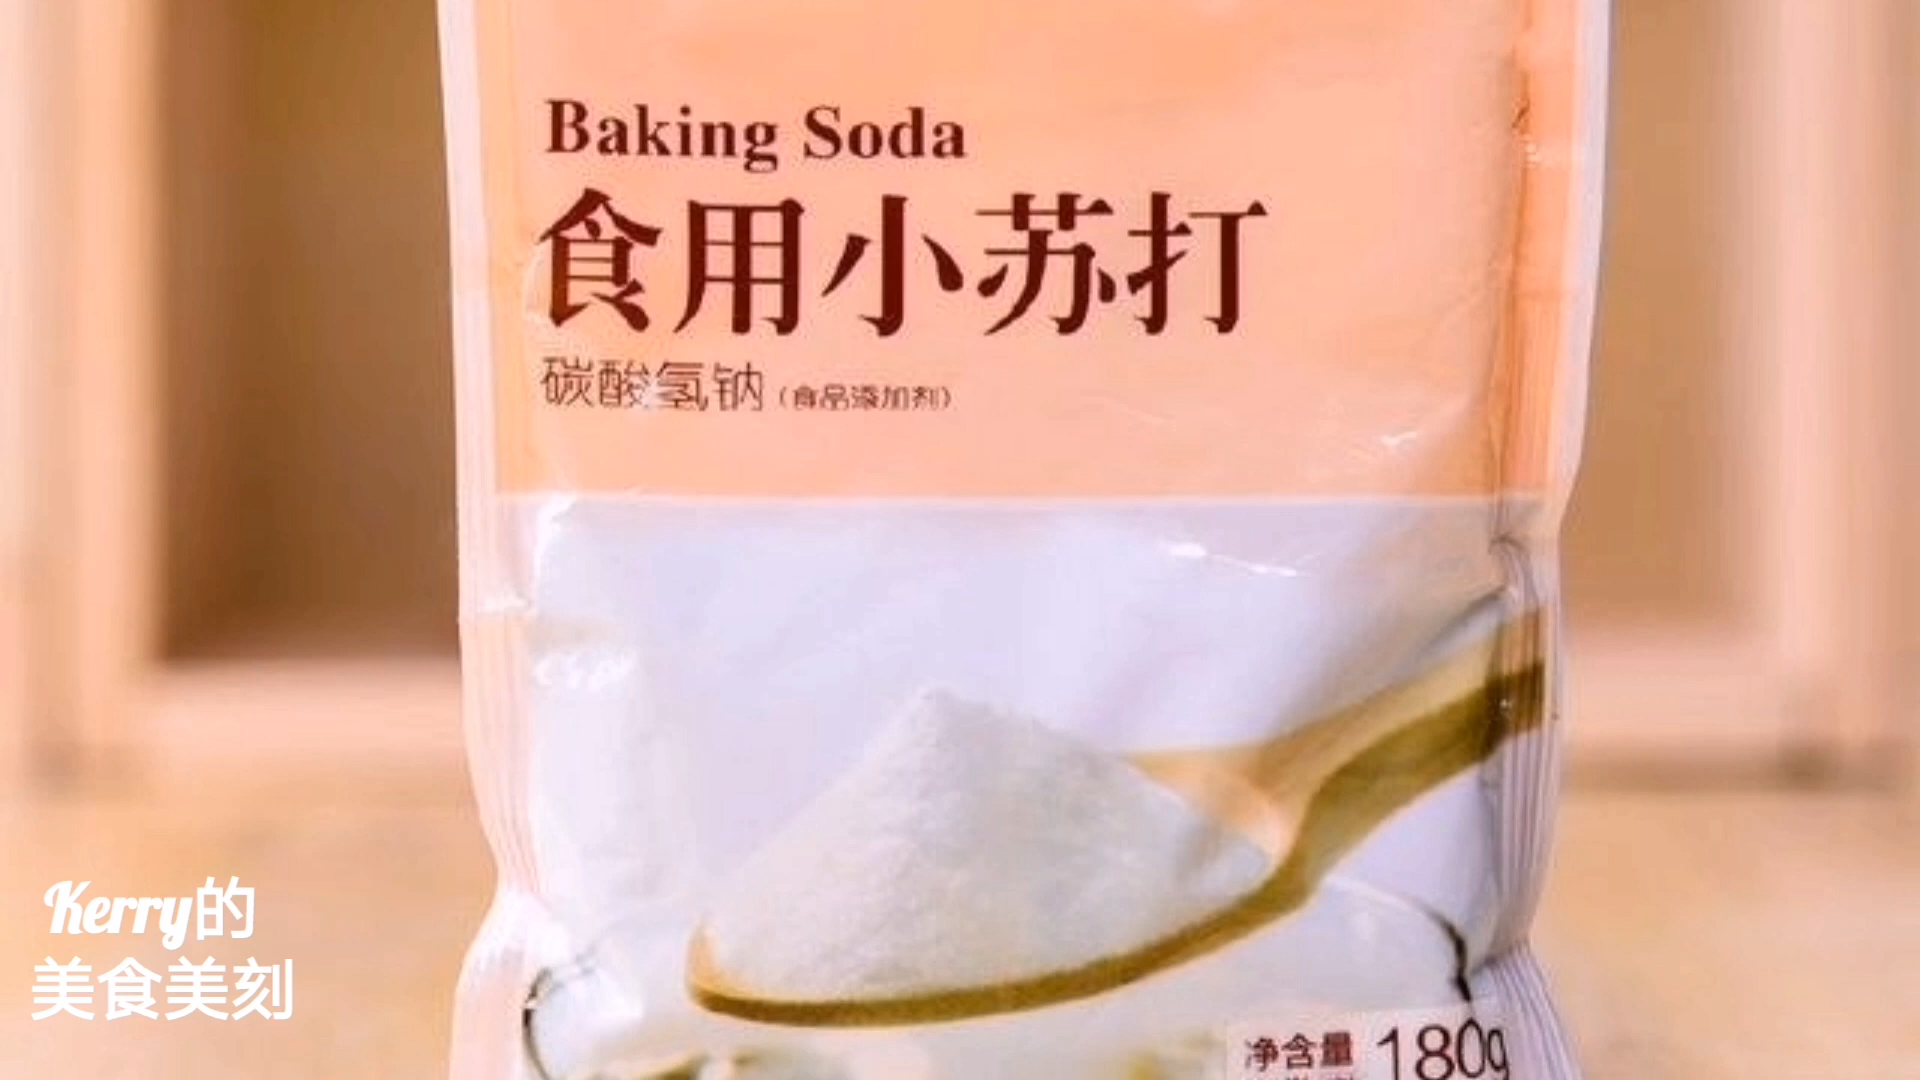 Baking Soda
食用小苏打
碳酸氢钠（食品添加剂）
Kerry的
美食美刻
净含量 180g